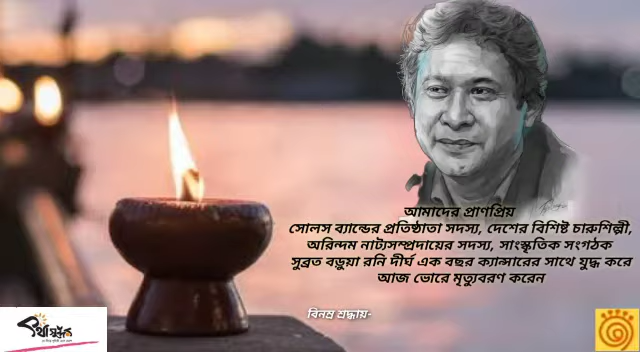 আমাদের প্রাণপ্রিয়
সোলস ব্যান্ডের প্রতিষ্ঠাতা সদস্য, দেশের বিশিষ্ট চারুশিল্পী,
অরিন্দম নাট্যসম্প্রদায়ের সদস্য, সাংস্কৃতিক সংগঠক
সুব্রত বড়ুয়া রনি দীর্ঘ এক বছর ক্যান্সারের সাথে যুদ্ধ করে
আজ ভোরে মৃত্যুবরণ করেন
বিনম্র শ্রদ্ধায়-